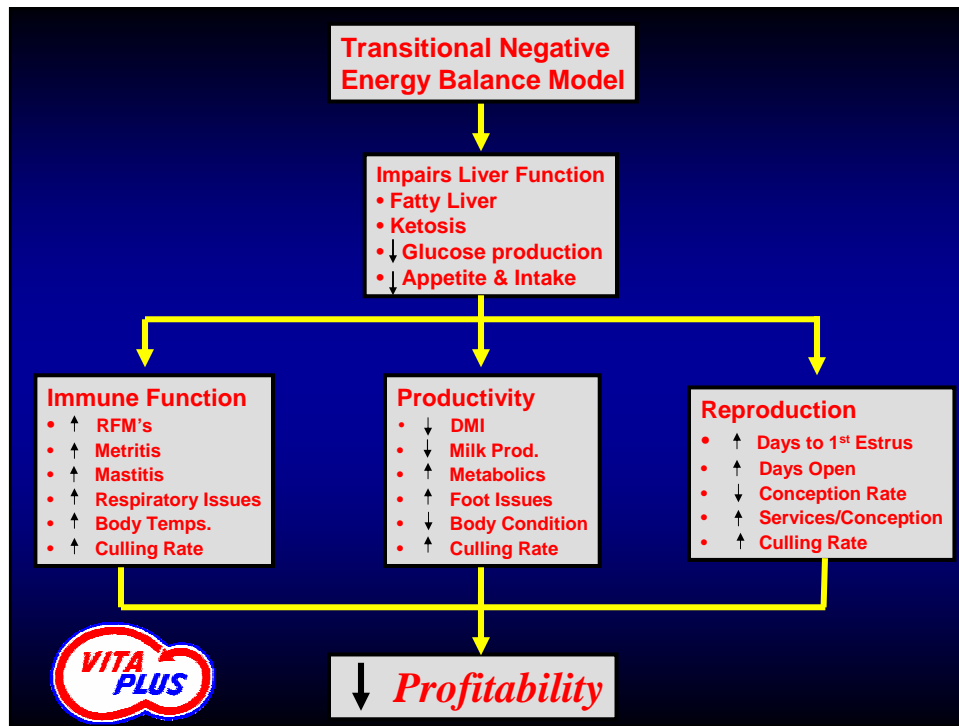 Transitional Negative
Energy Balance Model
Impairs Liver Function
• Fatty Liver
• Ketosis
• ↓ Glucose production
• ↓ Appetite & Intake
Immune Function
• ↑ RFM's
• ↑ Metritis
• ↑ Mastitis
• ↑ Respiratory Issues
• ↑ Body Temps.
• ↑ Culling Rate
Productivity
• ↓ DMI
• ↓ Milk Prod.
• ↑ Metabolics
• ↑ Foot Issues
• ↓ Body Condition
• ↑ Culling Rate
Reproduction
• ↑ Days to 1st Estrus
• ↑ Days Open
• ↓ Conception Rate
• ↑ Services/Conception
• ↑ Culling Rate
VITA
PLUS
↓ Profitability